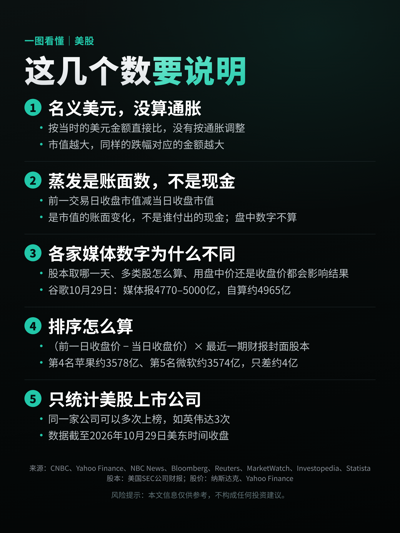 一图看懂｜美股
这几个数要说明
1 名义美元，没算通胀
• 按当时的美元金额直接比，没有按通胀调整
• 市值越大，同样的跌幅对应的金额越大
2 蒸发是账面数，不是现金
• 前一交易日收盘市值减当日收盘市值
• 是市值的账面变化，不是谁付出的现金；盘中数字不算
3 各家媒体数字为什么不同
• 股本取哪一天、多类股怎么算、用盘中价还是收盘价都会影响结果
• 谷歌10月29日：媒体报4770–5000亿，自算约4965亿
4 排序怎么算
• （前一日收盘价 − 当日收盘价）× 最近一期财报封面股本
• 第4名苹果约3578亿、第5名微软约3574亿，只差约4亿
5 只统计美股上市公司
• 同一家公司可以多次上榜，如英伟达3次
• 数据截至2026年10月29日美东时间收盘
来源：CNBC、Yahoo Finance、NBC News、Bloomberg、Reuters、MarketWatch、Investopedia、Statista
股本：美国SEC公司财报；股价：纳斯达克、Yahoo Finance
风险提示：本文信息仅供参考，不构成任何投资建议。